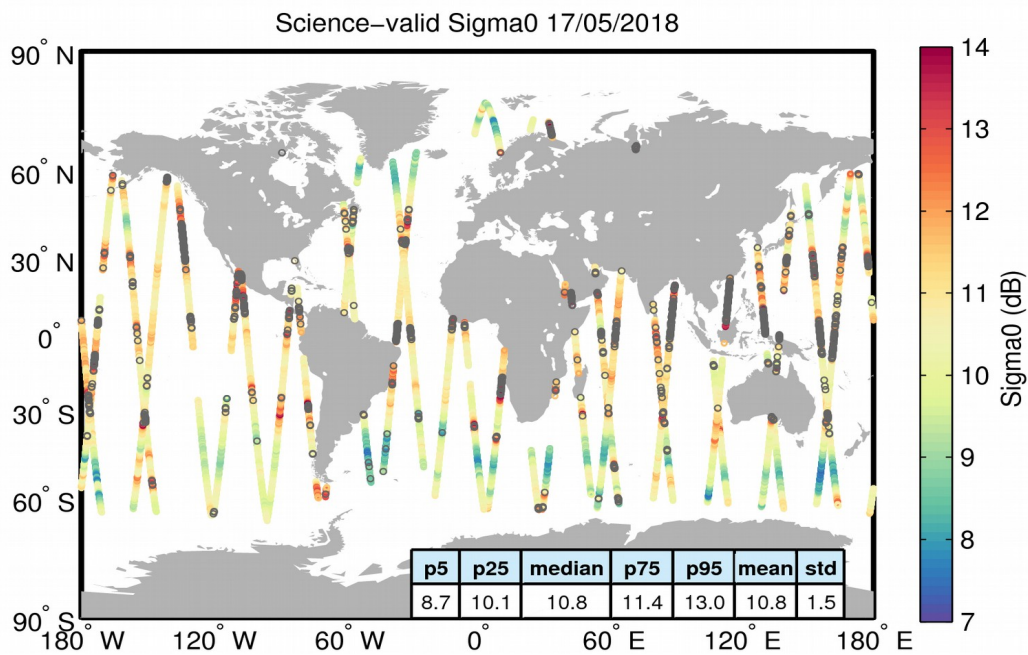 Science−valid Sigma0 17/05/2018
90° N
60° N
30° N
0°
30° S
60° S
90° S
180° W
120° W
60° W
0°
60° E
120° E
180° E
14
13
12
11
10
9
8
7
Sigma0 (dB)
p5 p25 median p75 p95 mean std
8.7 10.1 10.8 11.4 13.0 10.8 1.5